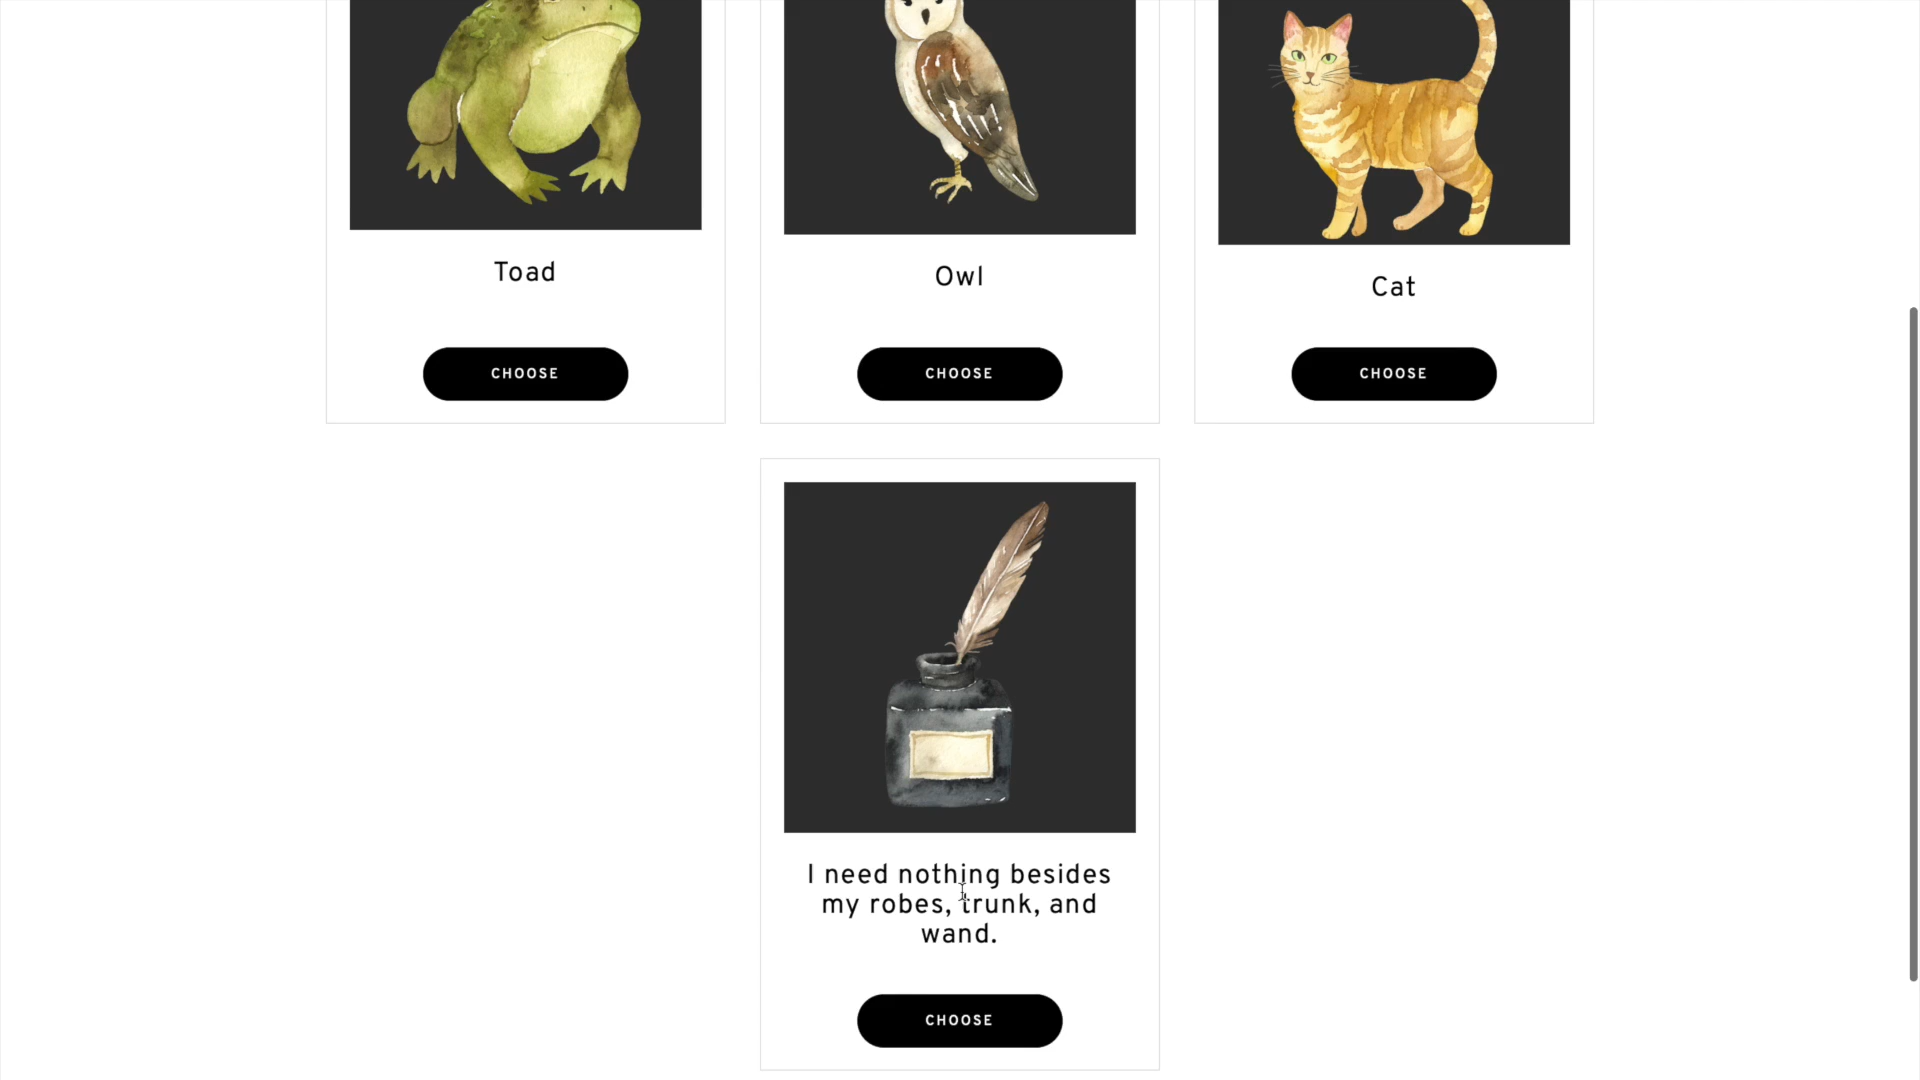 Toad
Owl
Cat
CHOOSE
CHOOSE
CHOOSE
I need nothing besides
my robes, trunk, and
wand.
CHOOSE